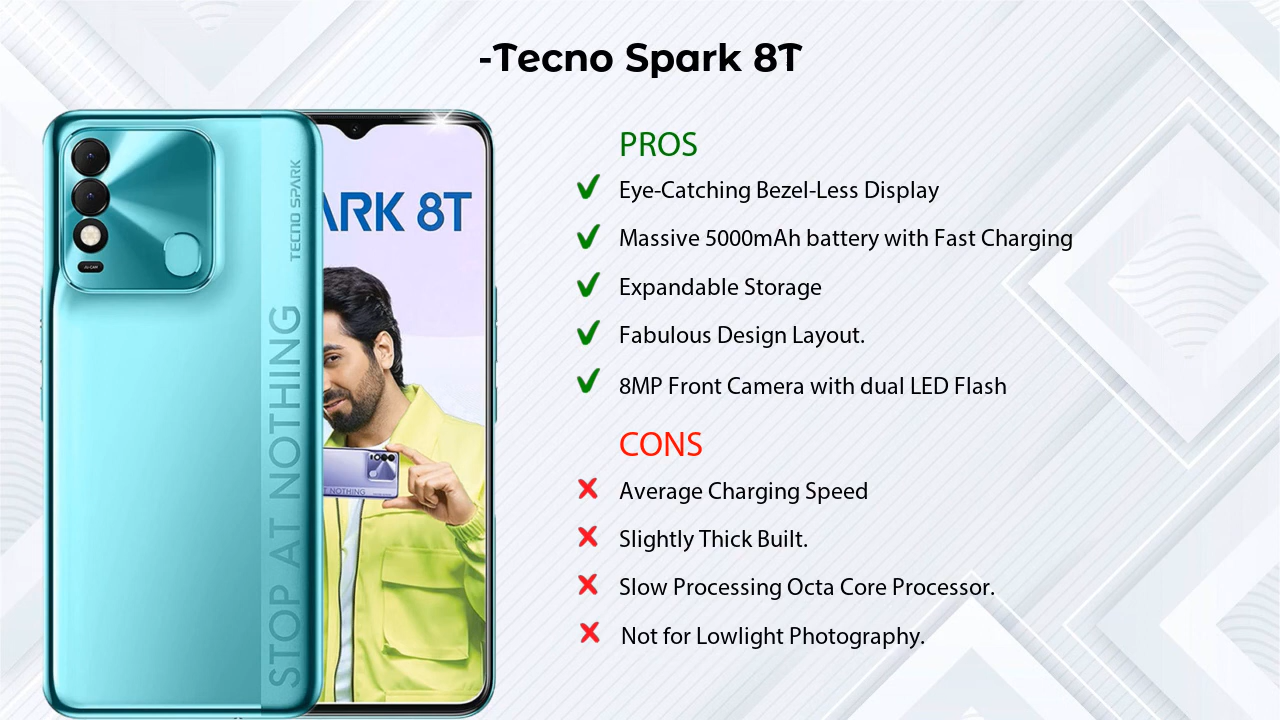 -Tecno Spark 8T
TECNO SPARK
STOP AT NOTHING
ARK 8T
T NOTHING
PROS
Eye-Catching Bezel-Less Display
Massive 5000mAh battery with Fast Charging
Expandable Storage
Fabulous Design Layout.
8MP Front Camera with dual LED Flash
CONS
Average Charging Speed
Slightly Thick Built.
Slow Processing Octa Core Processor.
Not for Lowlight Photography.